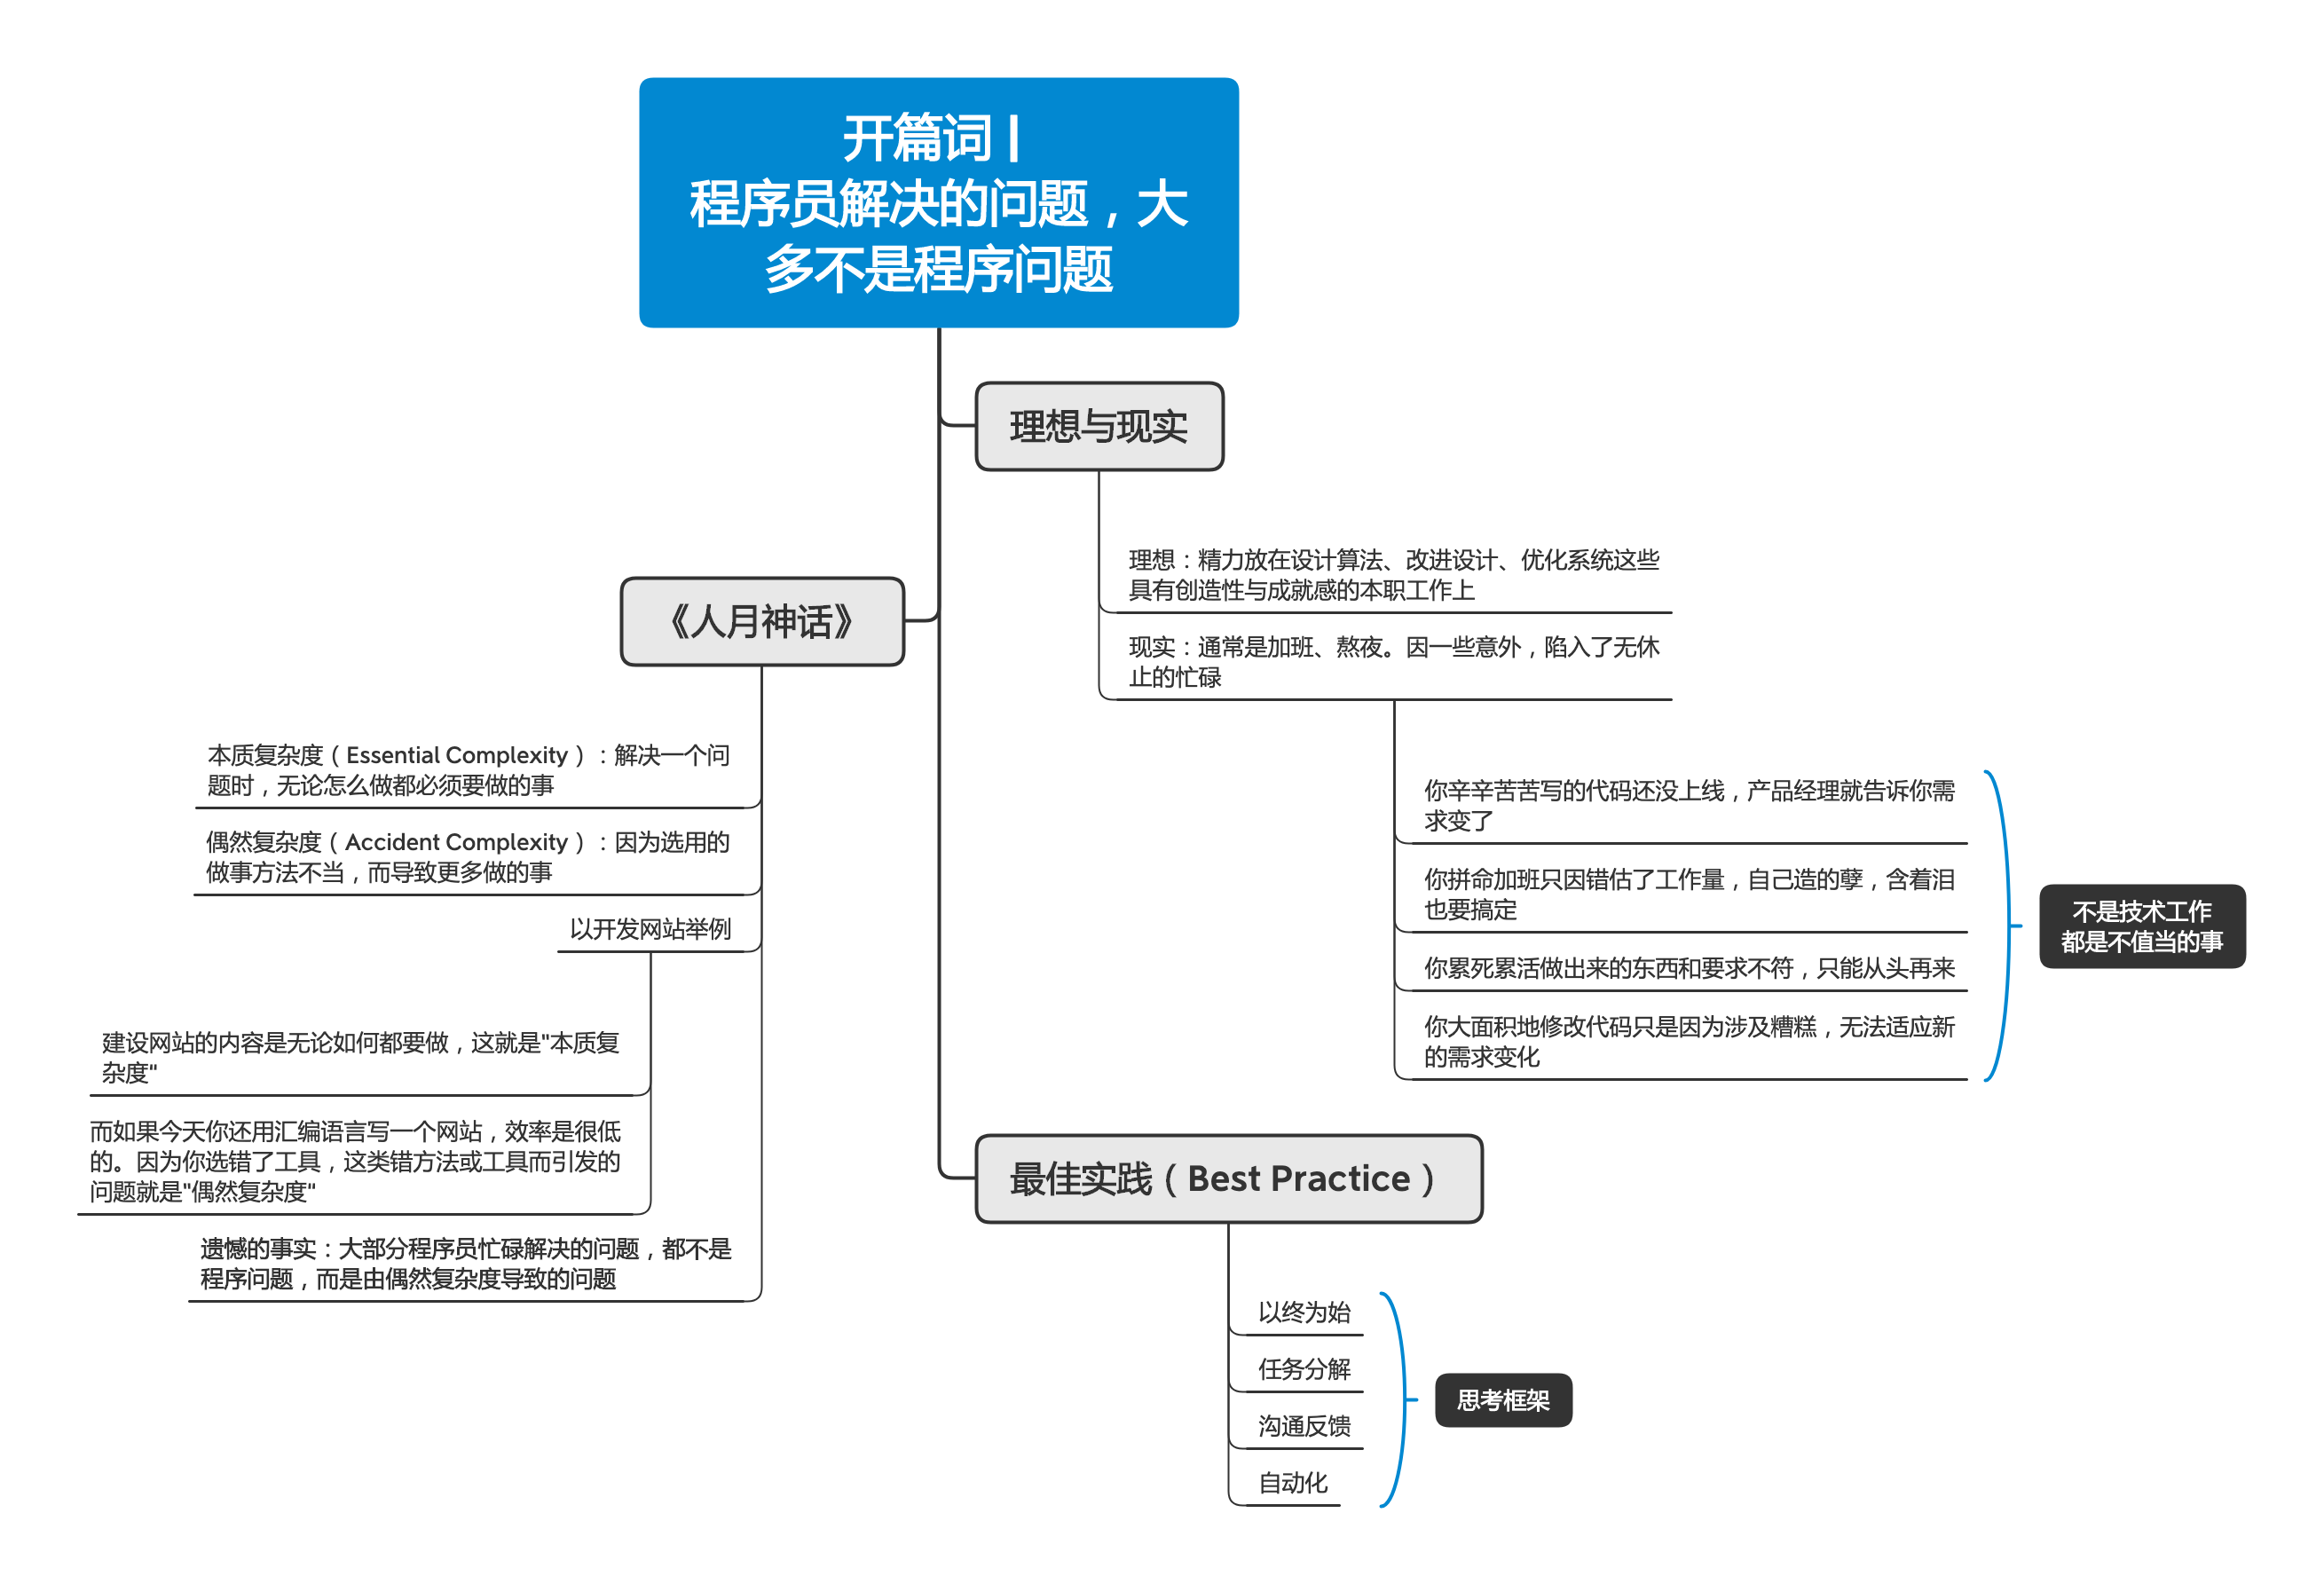 开篇词 |
程序员解决的问题，大
多不是程序问题
理想与现实
理想：精力放在设计算法、改进设计、优化系统这些
具有创造性与成就感的本职工作上
现实：通常是加班、熬夜。因一些意外，陷入了无休
止的忙碌
你辛辛苦苦写的代码还没上线，产品经理就告诉你需
求变了
你拼命加班只因错估了工作量，自己造的孽，含着泪
也要搞定
你累死累活做出来的东西和要求不符，只能从头再来
你大面积地修改代码只是因为涉及糟糕，无法适应新
的需求变化
不是技术工作
都是不值当的事
《人月神话》
本质复杂度（Essential Complexity）：解决一个问
题时，无论怎么做都必须要做的事
偶然复杂度（Accident Complexity）：因为选用的
做事方法不当，而导致更多做的事
以开发网站举例
建设网站的内容是无论如何都要做，这就是"本质复
杂度"
而如果今天你还用汇编语言写一个网站，效率是很低
的。因为你选错了工具，这类错方法或工具而引发的
问题就是"偶然复杂度"
遗憾的事实：大部分程序员忙碌解决的问题，都不是
程序问题，而是由偶然复杂度导致的问题
最佳实践（Best Practice）
以终为始
任务分解
沟通反馈
自动化
思考框架